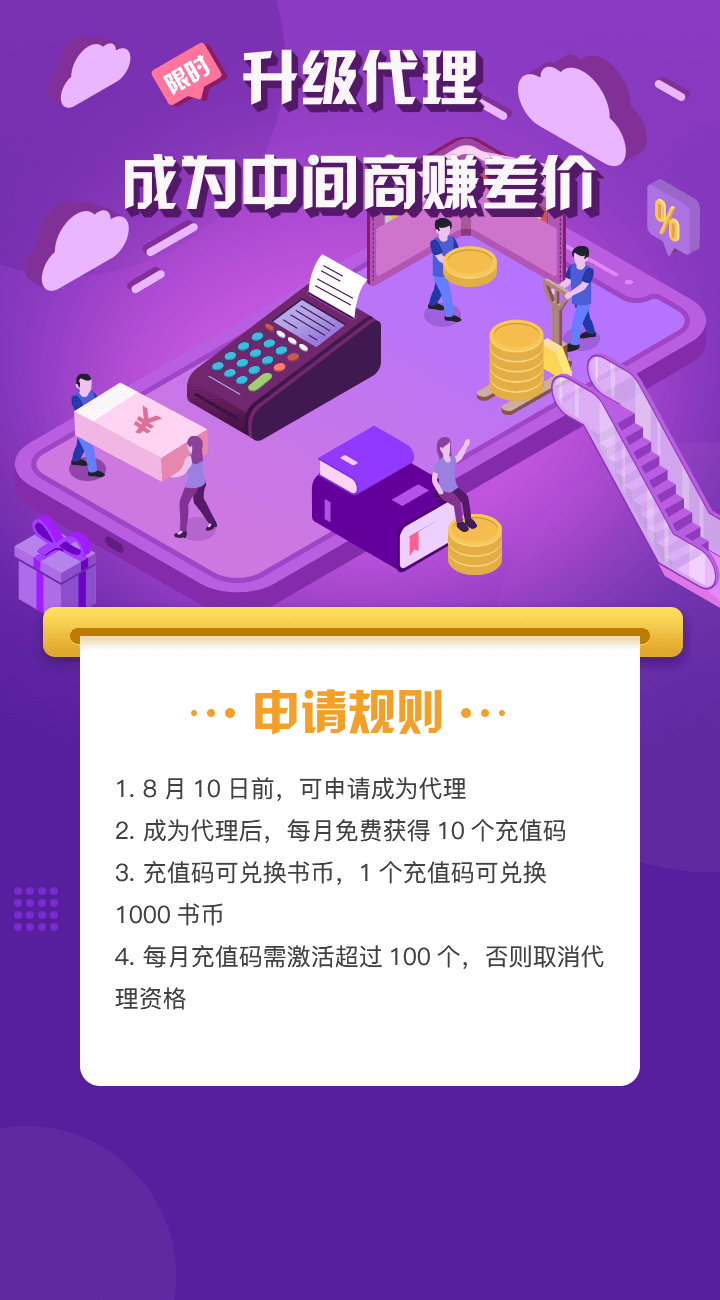 限时
升级代理
成为中间商赚差价
%
¥
··· 申请规则 ···
1. 8 月 10 日前，可申请成为代理
2. 成为代理后，每月免费获得 10 个充值码
3. 充值码可兑换书币，1 个充值码可兑换
1000 书币
4. 每月充值码需激活超过 100 个，否则取消代
理资格